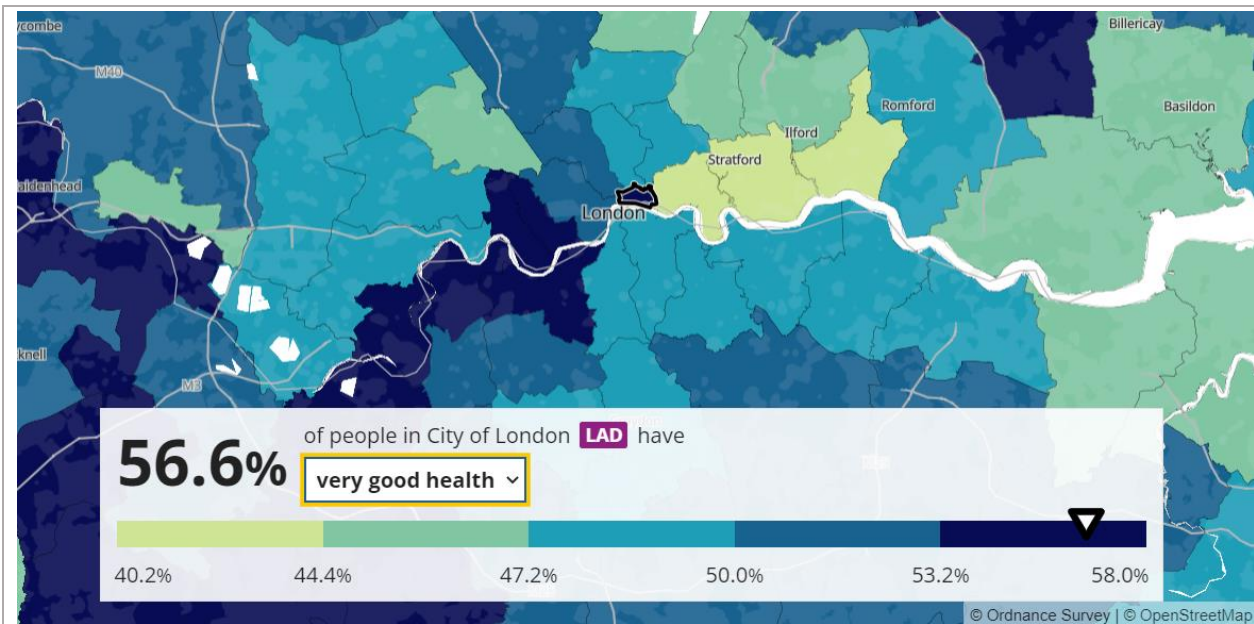 ycombe
Billericay
M40
Romford
Basildon
Ilford
Stratford
aidenhead
London
knell
M3
56.6%
of people in City of London LAD have
very good health
40.2% 44.4% 47.2% 50.0% 53.2% 58.0%
© Ordnance Survey | © OpenStreetMap